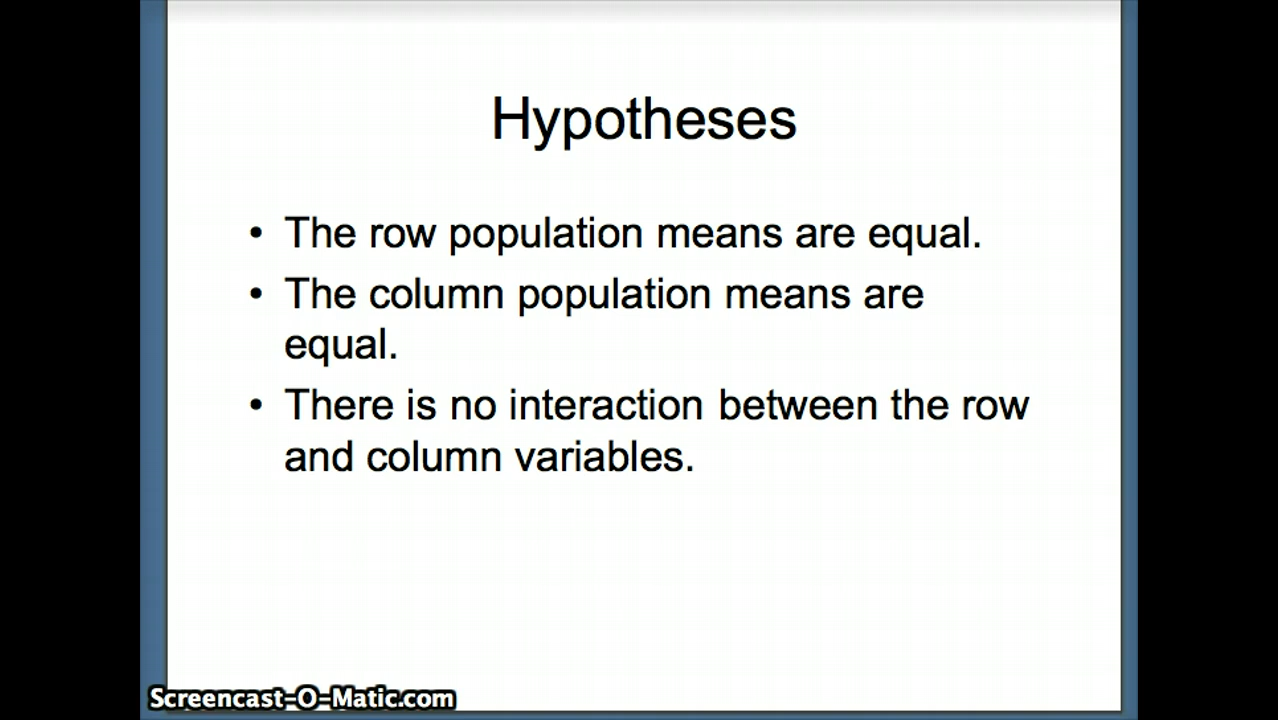 Hypotheses
• The row population means are equal.
• The column population means are
equal.
• There is no interaction between the row
and column variables.
Screencast-O-Matic.com